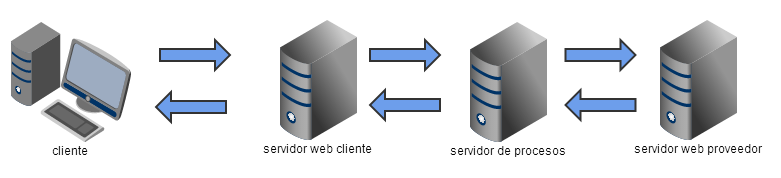 cliente
servidor web cliente
servidor de procesos
servidor web proveedor